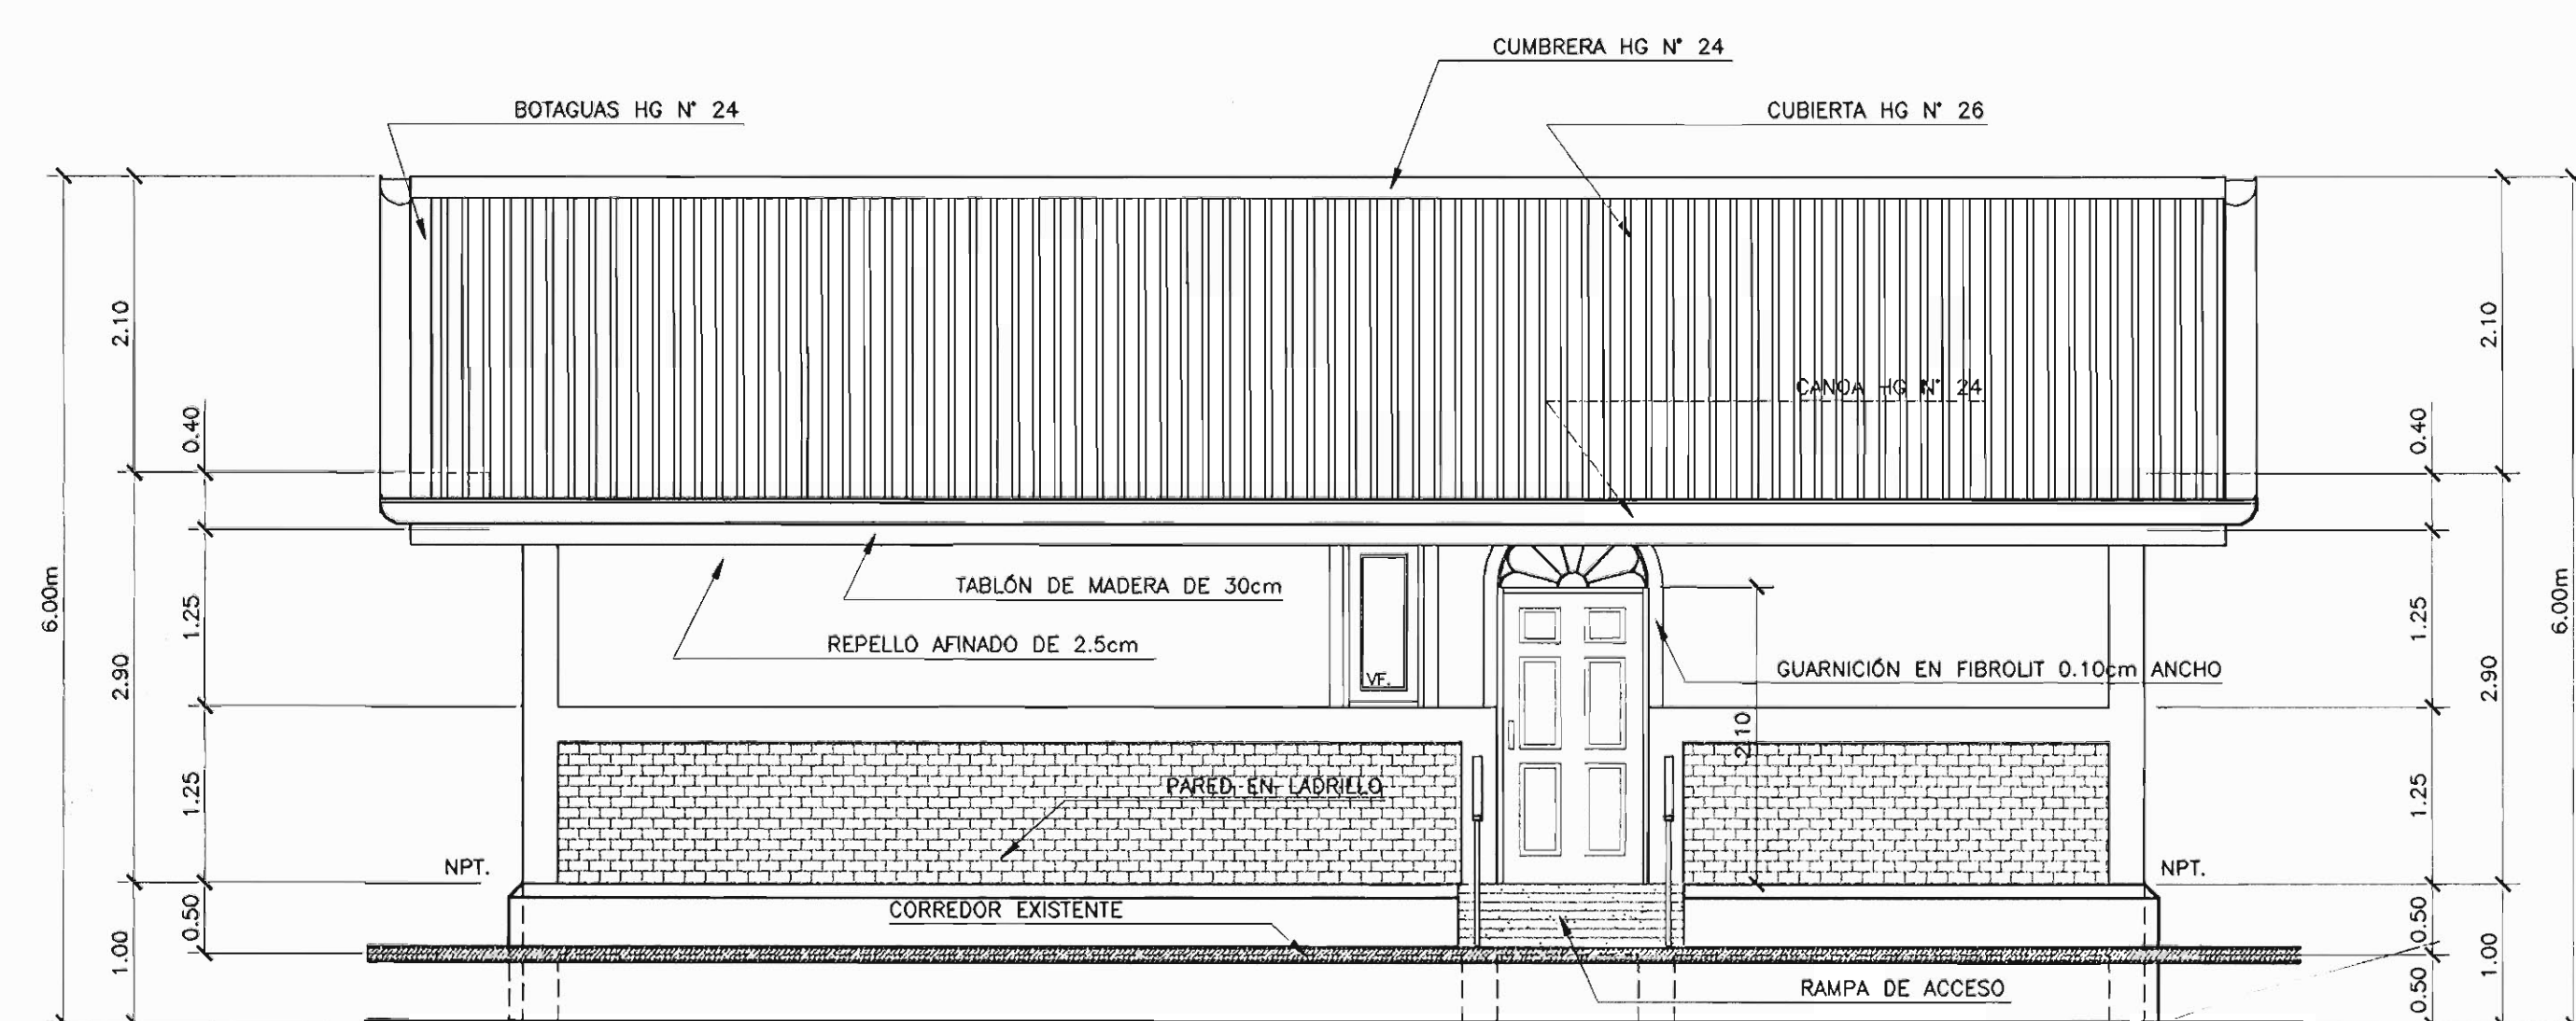 CUMBRERA HG N° 24
BOTAGUAS HG N° 24
CUBIERTA HG N° 26
2.10
2.10
CANOA HG N° 24
0.40
0.40
6.00m
6.00m
TABLÓN DE MADERA DE 30cm
1.25
1.25
REPELLO AFINADO DE 2.5cm
2.90
2.90
GUARNICIÓN EN FIBROLIT 0.10cm ANCHO
VF.
2.10
PARED EN LADRILLO
1.25
1.25
NPT.
NPT.
CORREDOR EXISTENTE
0.50
0.50
1.00
1.00
RAMPA DE ACCESO
0.50